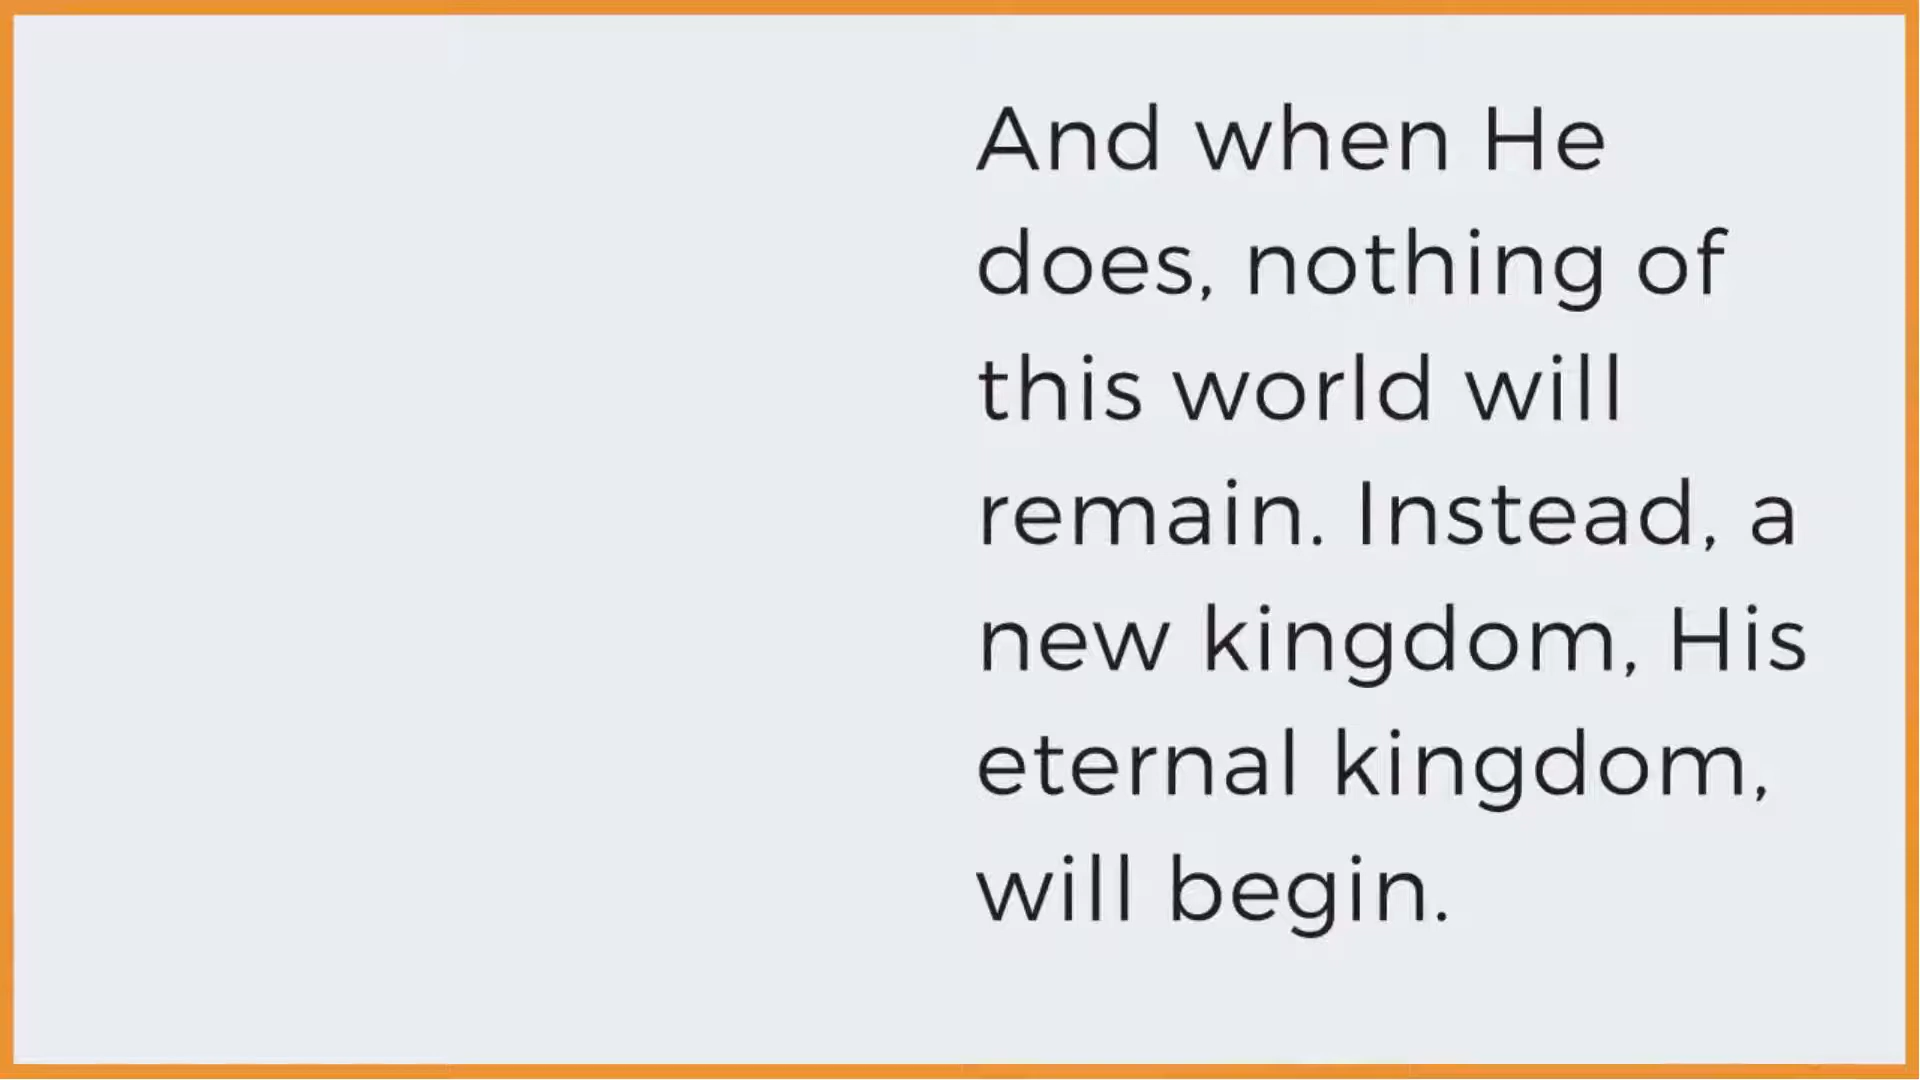 And when He
does, nothing of
this world will
remain. Instead, a
new kingdom, His
eternal kingdom,
will begin.